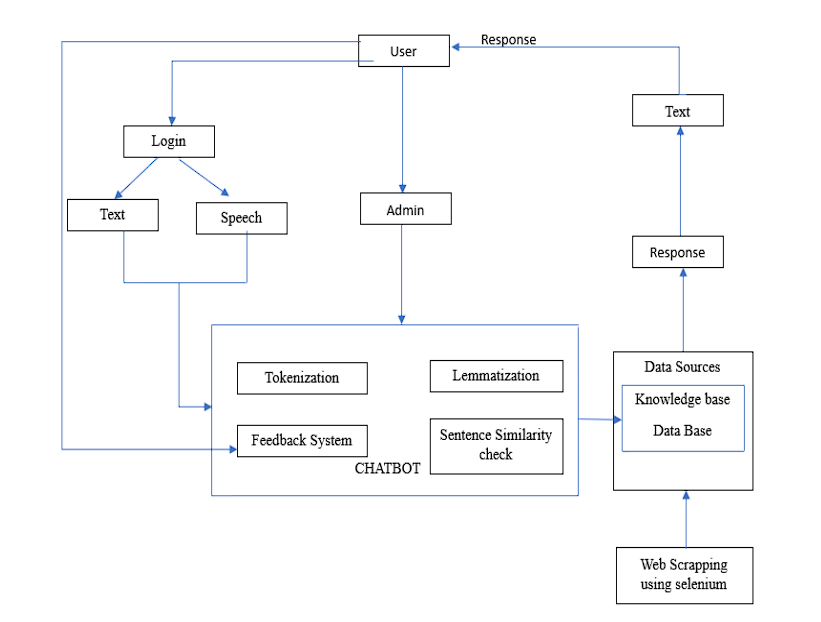 User
Response
Text
Login
Text
Speech
Admin
Response
Tokenization
Lemmatization
Feedback System
Sentence Similarity
check
CHATBOT
Data Sources
Knowledge base
Data Base
Web Scrapping
using selenium